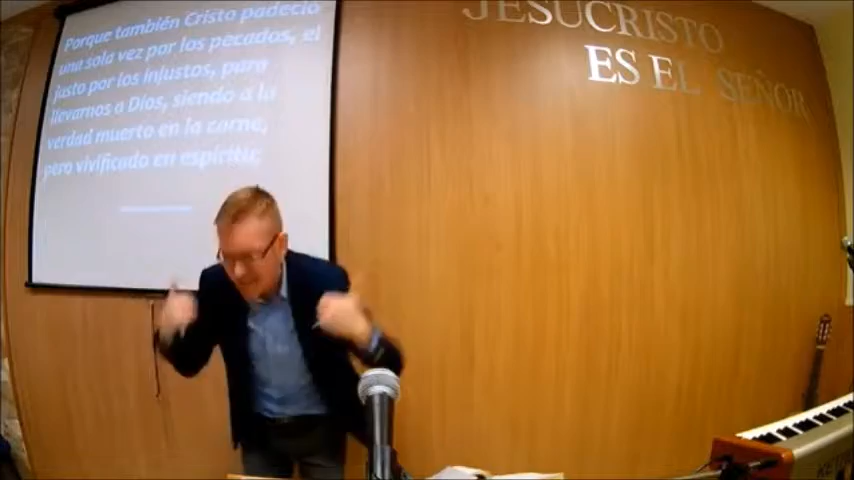 Porque también Cristo padeció
una sola vez por los pecados, el
justo por los injustos, para
llevarnos a Dios, siendo a la
verdad muerto en la carne,
pero vivificado en espíritu;
JESUCRISTO
ES EL SEÑOR